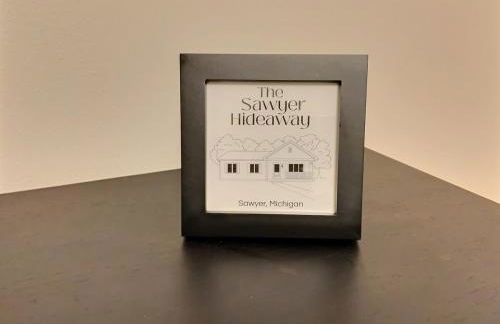 The
Sawyer
Hideaway
Sawyer, Michigan